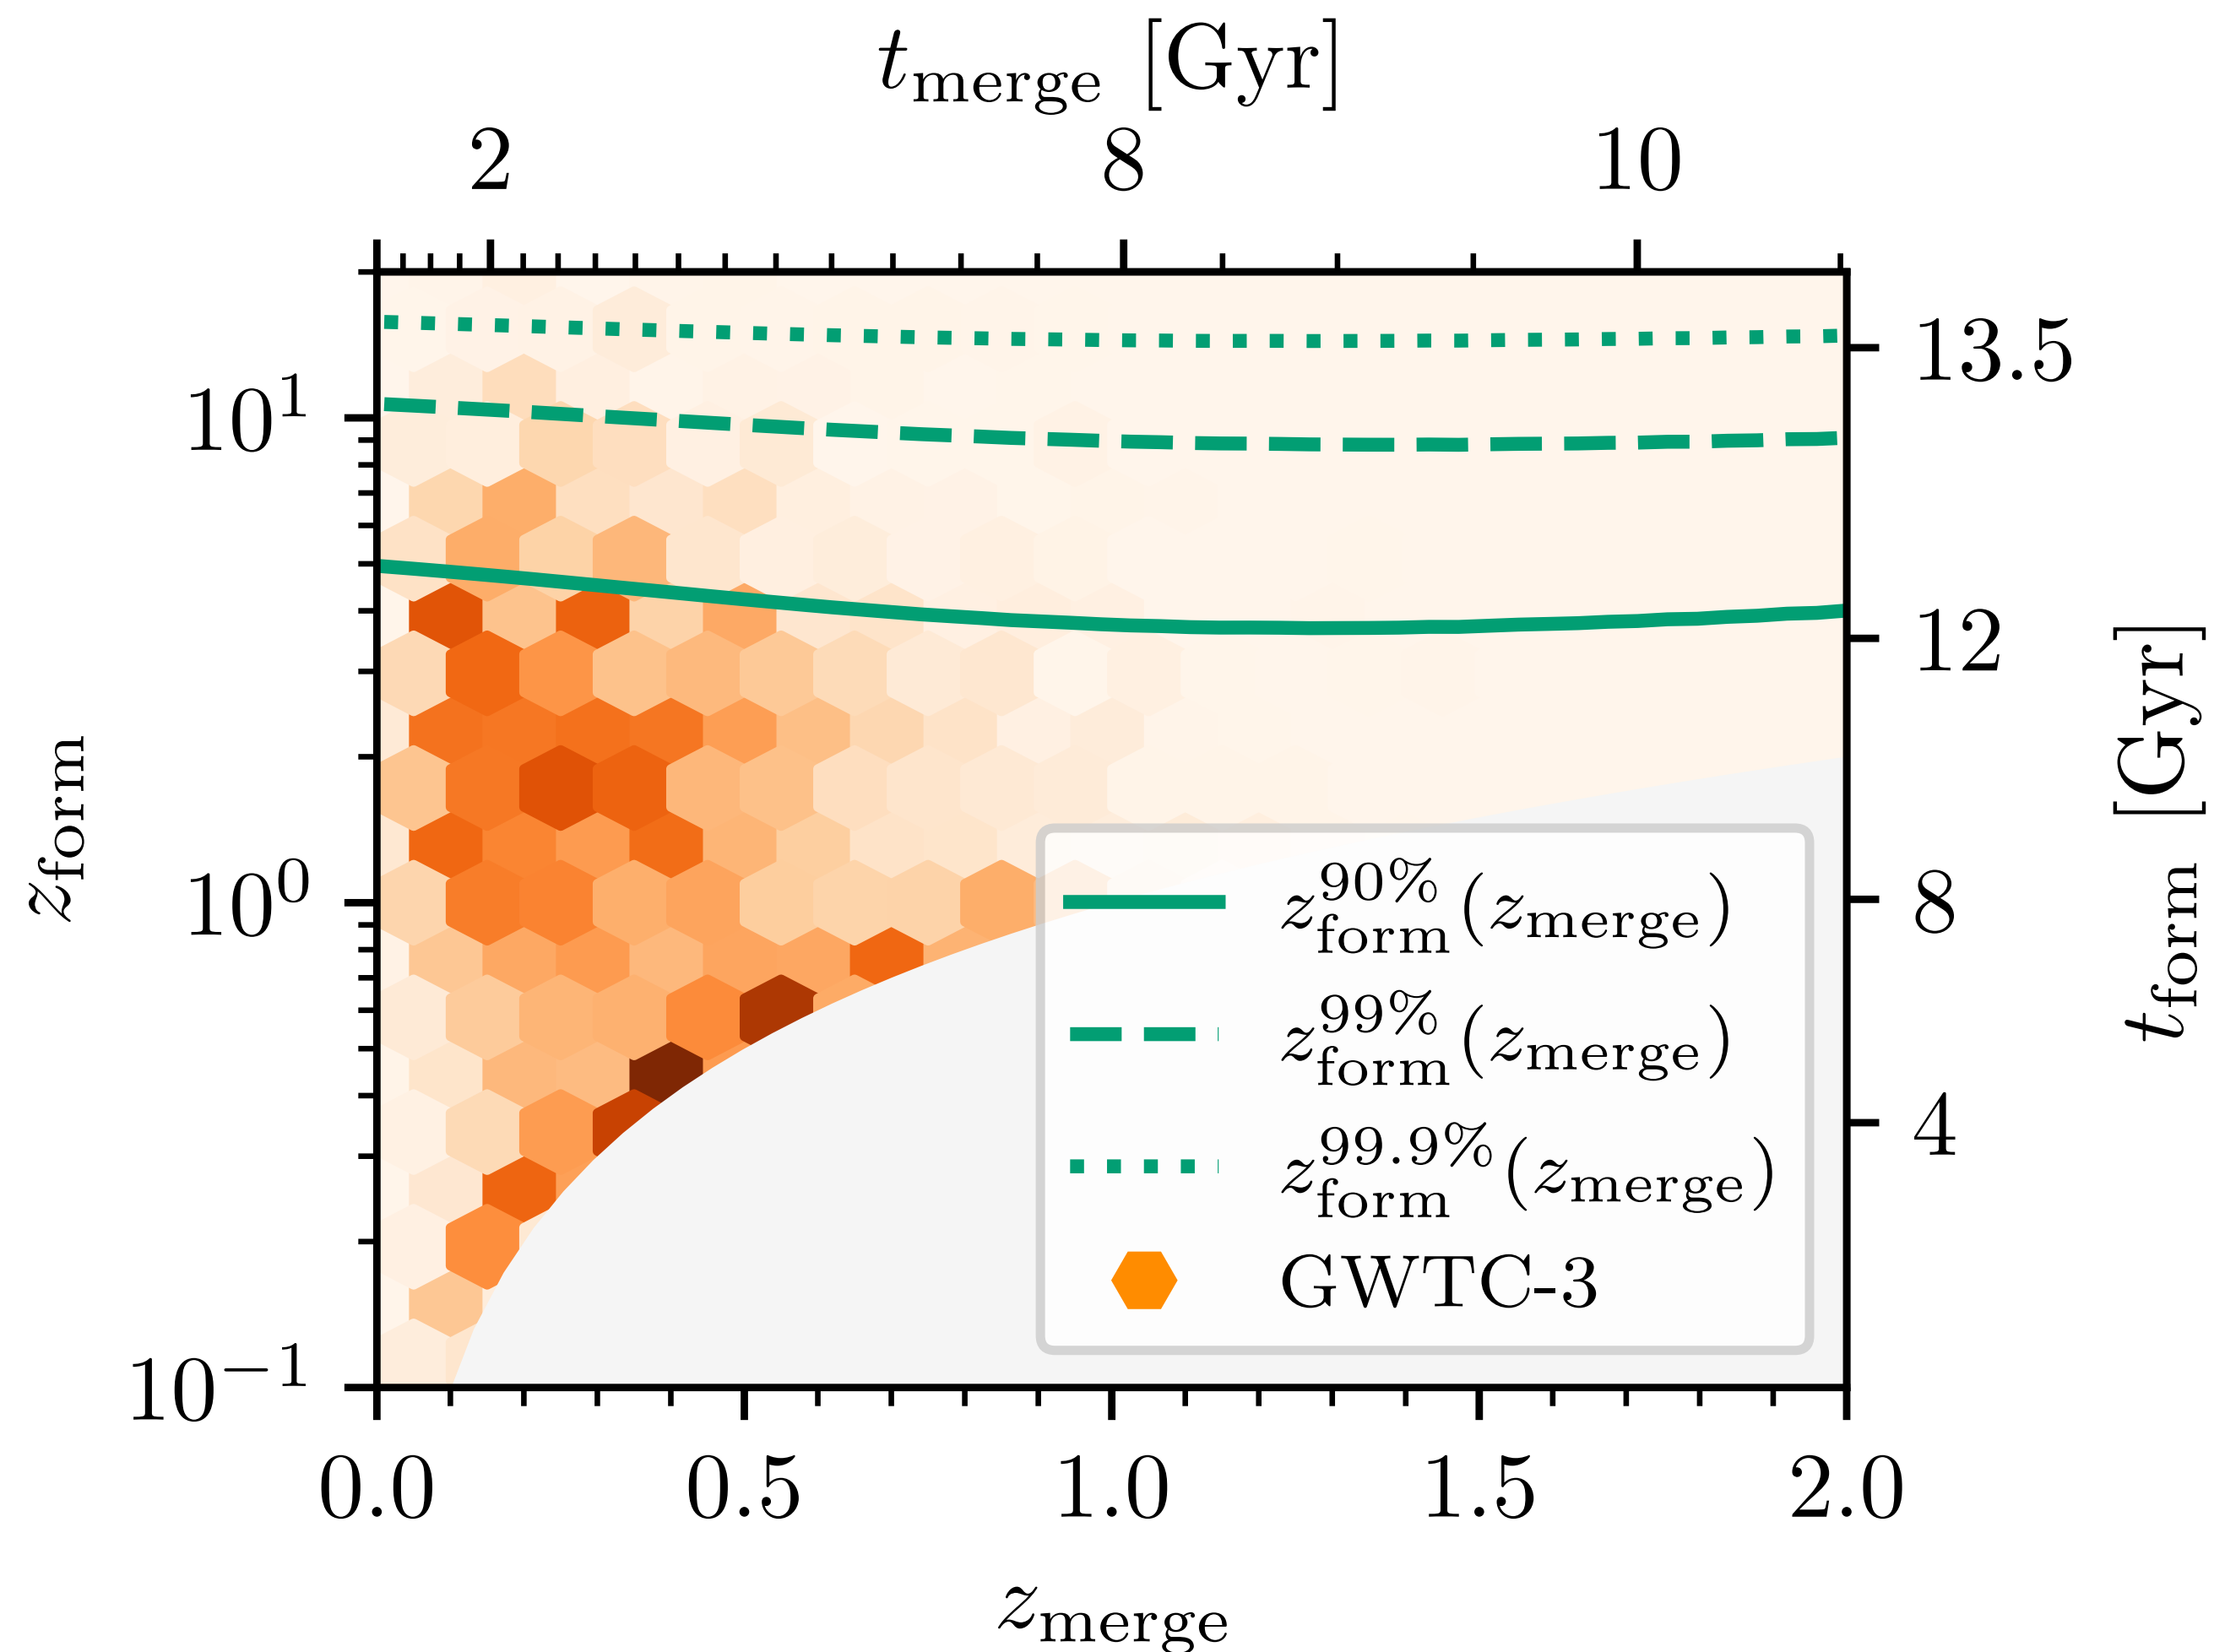 t_merge [Gyr]
2 8 10
10^1
10^0
10^−1
z_form
13.5
12
8
4
t_form [Gyr]
z_form^90%(z_merge)
z_form^99%(z_merge)
z_form^99.9%(z_merge)
GWTC-3
0.0 0.5 1.0 1.5 2.0
z_merge